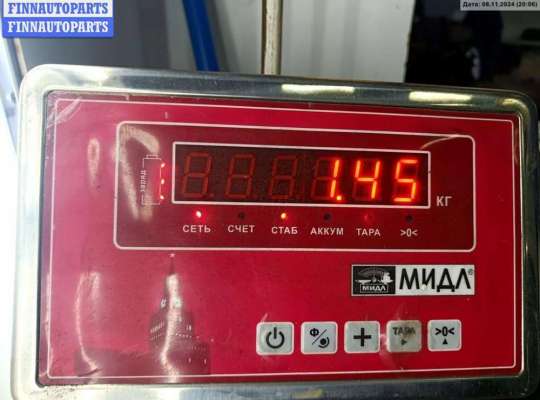 FINNAUTOPARTS
FINNAUTOPARTS
Дата: 08.11.2024 (20:06)
заряд
1.45
КГ
СЕТЬ СЧЕТ СТАБ АККУМ ТАРА >0<
МИДЛ
МИДЛ®
Ф/ + ТАРА >0<